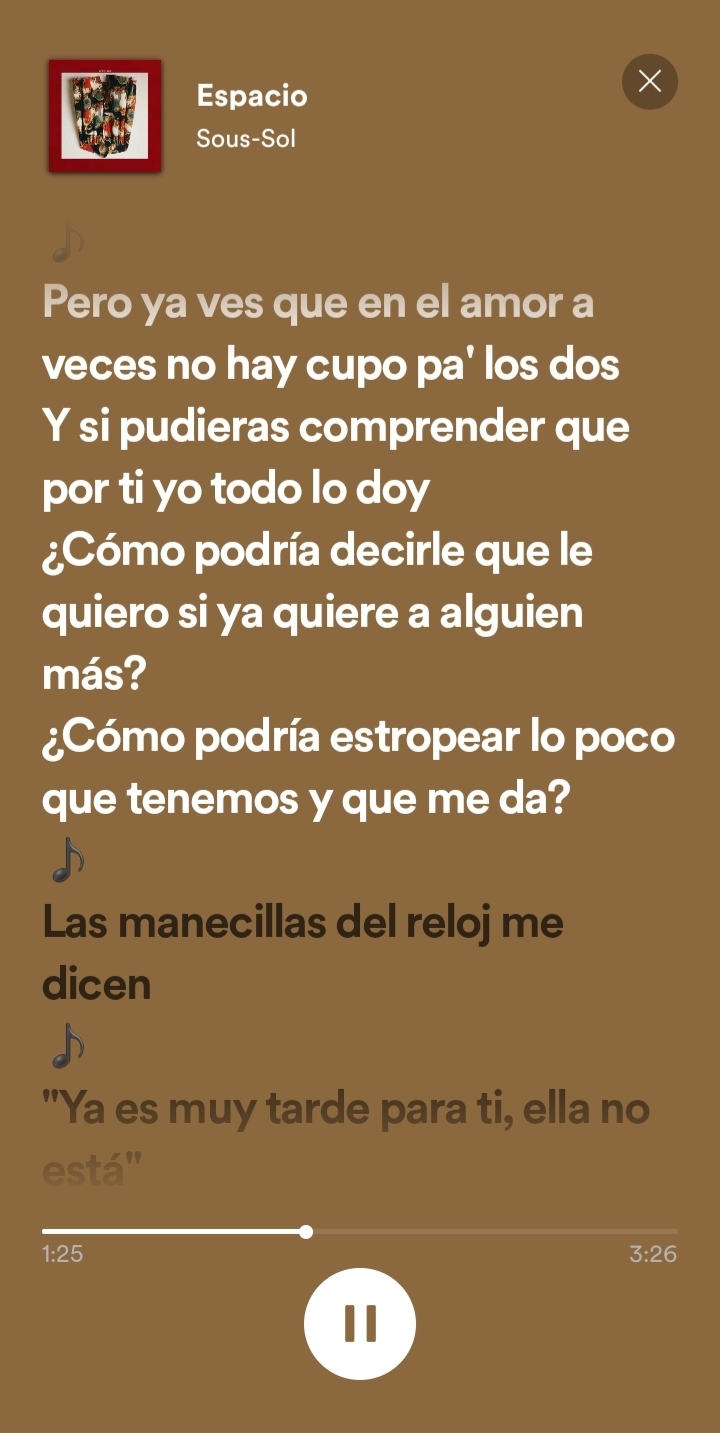 Espacio
Sous-Sol
Pero ya ves que en el amor a
veces no hay cupo pa' los dos
Y si pudieras comprender que
por ti yo todo lo doy
¿Cómo podría decirle que le
quiero si ya quiere a alguien
más?
¿Cómo podría estropear lo poco
que tenemos y que me da?
Las manecillas del reloj me
dicen
"Ya es muy tarde para ti, ella no
está"
1:25
3:26